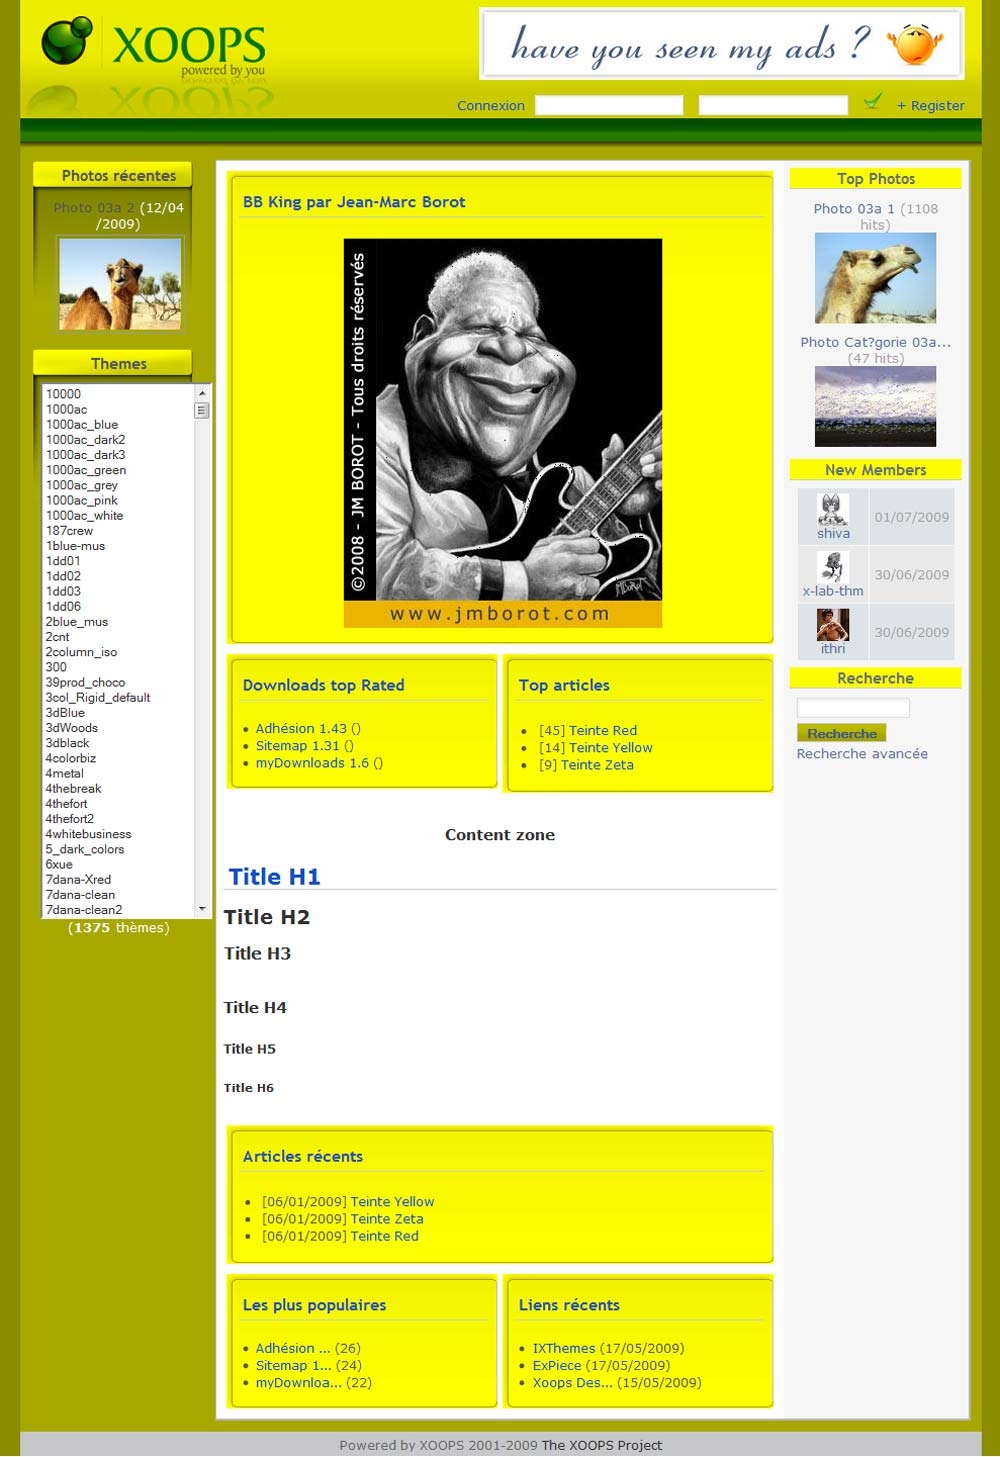 XOOPS
powered by you
have you seen my ads ?
Connexion
+ Register
Photos récentes
Photo 03a 2 (12/04
/2009)
Themes
10000
1000ac
1000ac_blue
1000ac_dark2
1000ac_dark3
1000ac_green
1000ac_grey
1000ac_pink
1000ac_white
187crew
1blue-mus
1dd01
1dd02
1dd03
1dd06
2blue_mus
2cnt
2column_iso
300
39prod_choco
3col_Rigid_default
3dBlue
3dWoods
3dblack
4colorbiz
4metal
4thebreak
4thefort
4thefort2
4whitebusiness
5_dark_colors
6xue
7dana-Xred
7dana-clean
7dana-clean2
(1375 thèmes)
BB King par Jean-Marc Borot
©2008 - JM BOROT - Tous droits réservés
JMBOROT
www.jmborot.com
Downloads top Rated
Adhésion 1.43 ()
Sitemap 1.31 ()
myDownloads 1.6 ()
Top articles
[45] Teinte Red
[14] Teinte Yellow
[9] Teinte Zeta
Content zone
Title H1
Title H2
Title H3
Title H4
Title H5
Title H6
Articles récents
[06/01/2009] Teinte Yellow
[06/01/2009] Teinte Zeta
[06/01/2009] Teinte Red
Les plus populaires
Adhésion ... (26)
Sitemap 1... (24)
myDownloa... (22)
Liens récents
IXThemes (17/05/2009)
ExPiece (17/05/2009)
Xoops Des... (15/05/2009)
Top Photos
Photo 03a 1 (1108
hits)
Photo Cat?gorie 03a...
(47 hits)
New Members
shiva 01/07/2009
x-lab-thm 30/06/2009
ithri 30/06/2009
Recherche
Recherche
Recherche avancée
Powered by XOOPS 2001-2009 The XOOPS Project